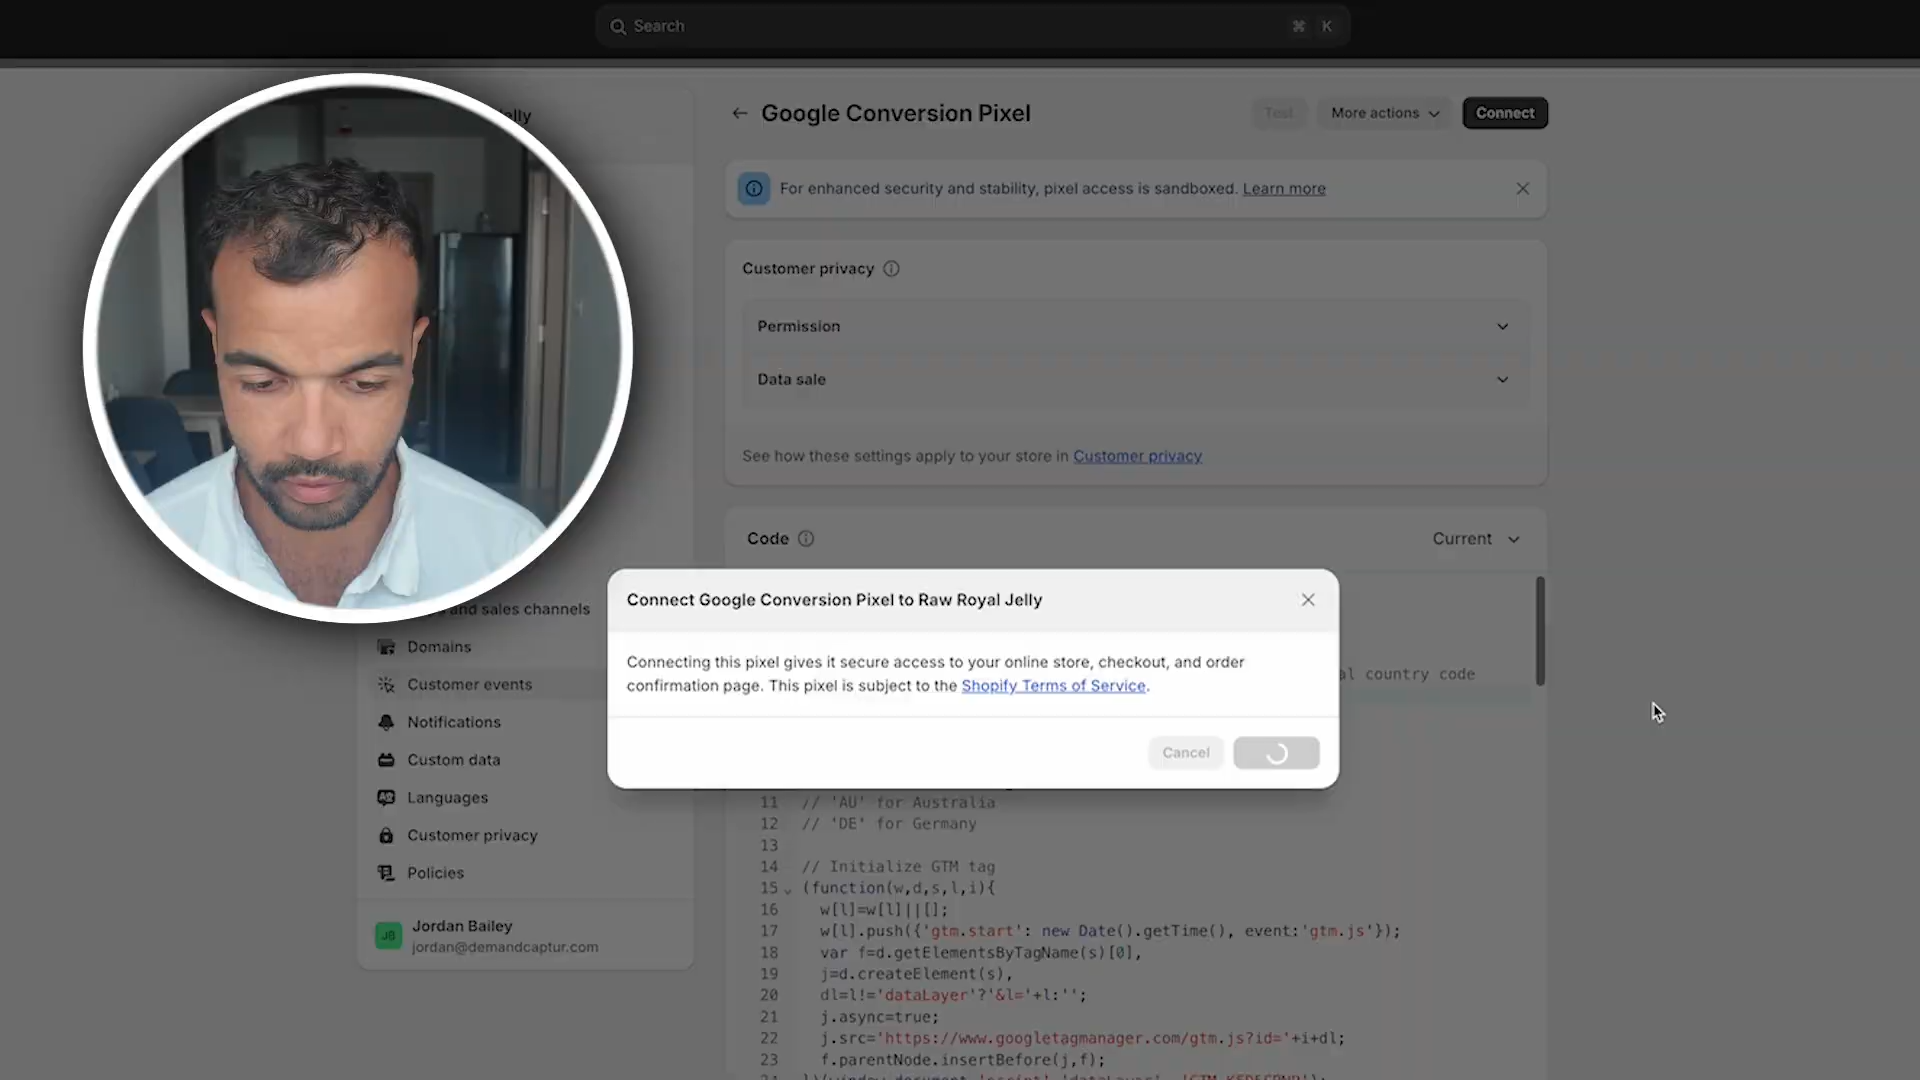 Search
⌘ K
elly
Google Conversion Pixel
Test
More actions
Connect
For enhanced security and stability, pixel access is sandboxed. Learn more
Customer privacy
Permission
Data sale
See how these settings apply to your store in Customer privacy
Code
Current
and sales channels
Domains
Customer events
Notifications
Custom data
Languages
Customer privacy
Policies
JB
Jordan Bailey
jordan@demandcaptur.com
Connect Google Conversion Pixel to Raw Royal Jelly
Connecting this pixel gives it secure access to your online store, checkout, and order
confirmation page. This pixel is subject to the Shopify Terms of Service.
Cancel
country code
11 // 'AU' for Australia
12 // 'DE' for Germany
13
14 // Initialize GTM tag
15 (function(w,d,s,l,i){
16 w[l]=w[l]||[];
17 w[l].push({'gtm.start': new Date().getTime(), event:'gtm.js'});
18 var f=d.getElementsByTagName(s)[0],
19 j=d.createElement(s),
20 dl=l!='dataLayer'?'&l='+l:'';
21 j.async=true;
22 j.src='https://www.googletagmanager.com/gtm.js?id='+i+dl;
23 f.parentNode.insertBefore(j,f);